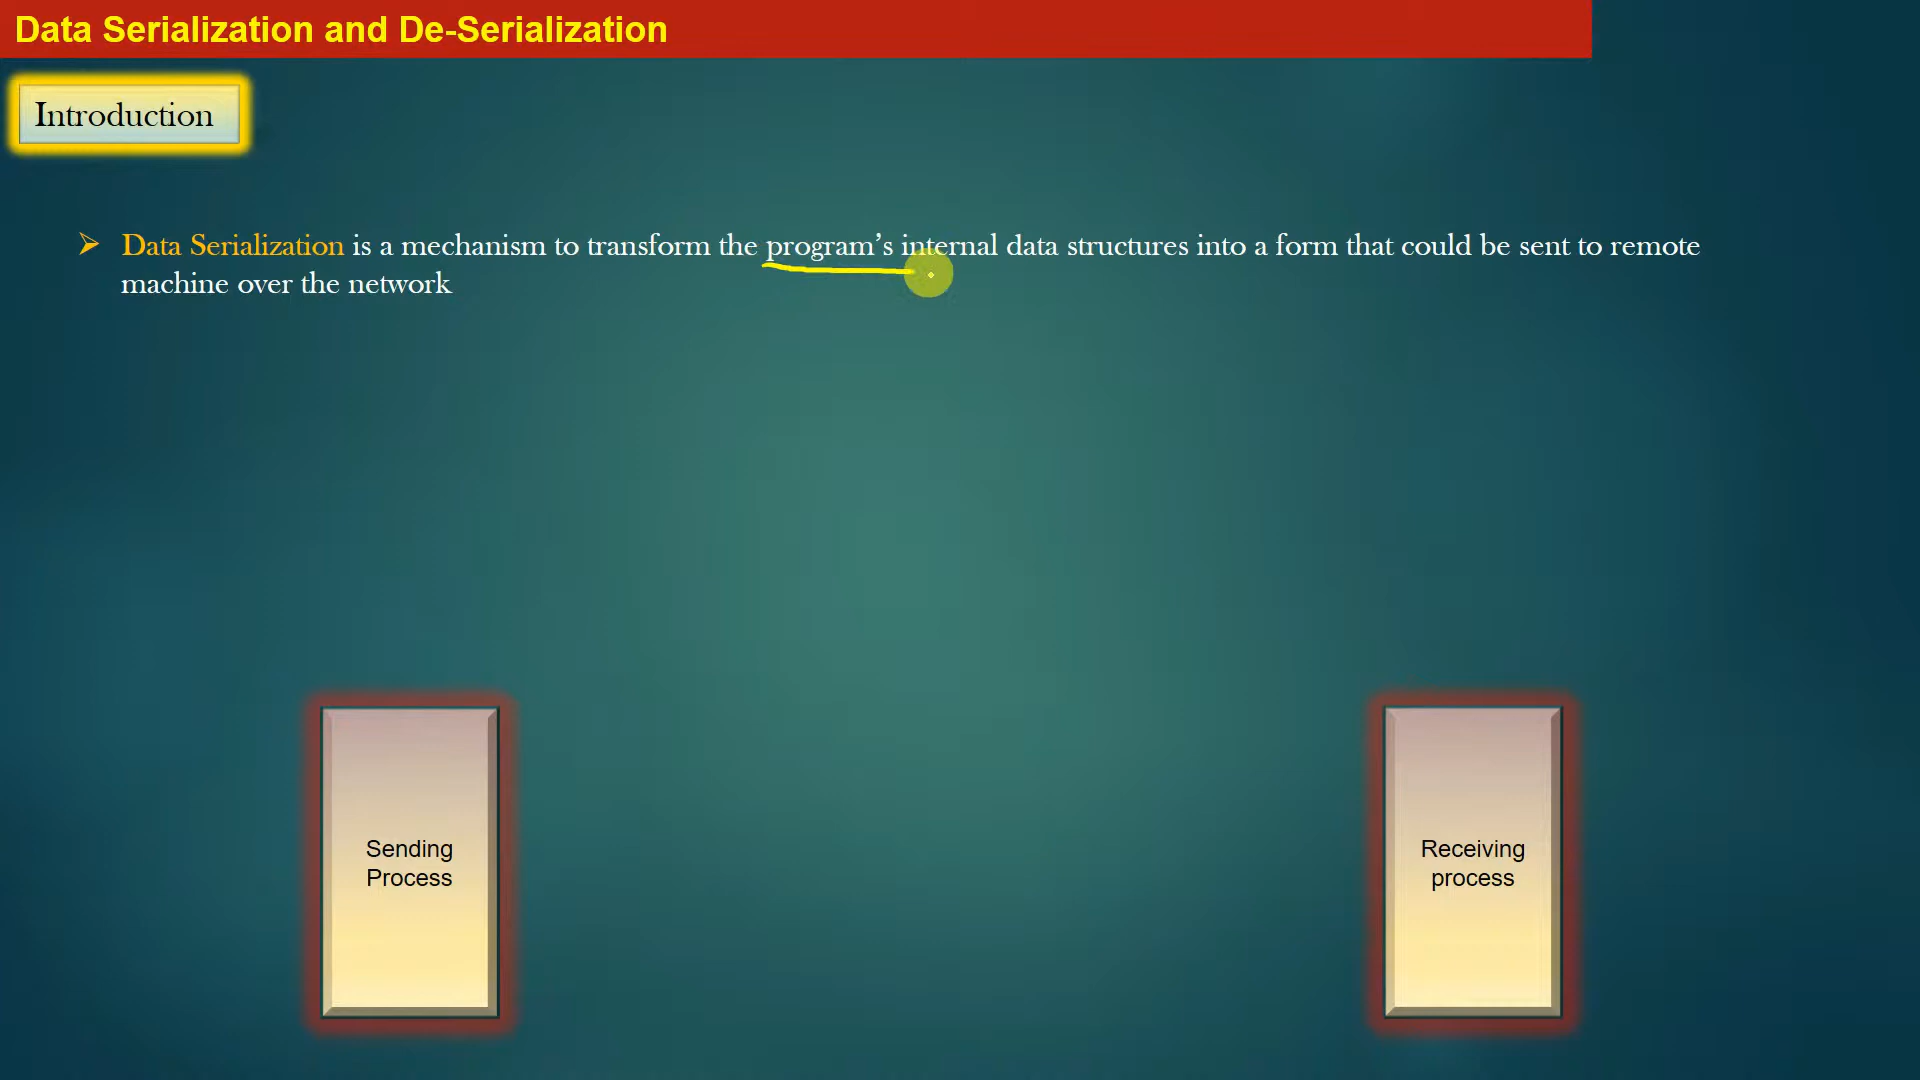 Data Serialization and De-Serialization
Introduction
Data Serialization is a mechanism to transform the program’s internal data structures into a form that could be sent to remote
machine over the network
Sending
Process
Receiving
process